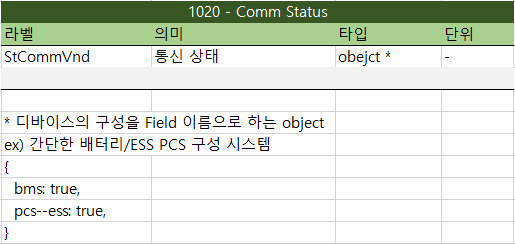 1020 - Comm Status
라벨 의미 타입 단위
StCommVnd 통신 상태 obejct * -
* 디바이스의 구성을 Field 이름으로 하는 object
ex) 간단한 배터리/ESS PCS 구성 시스템
{
bms: true,
pcs--ess: true,
}